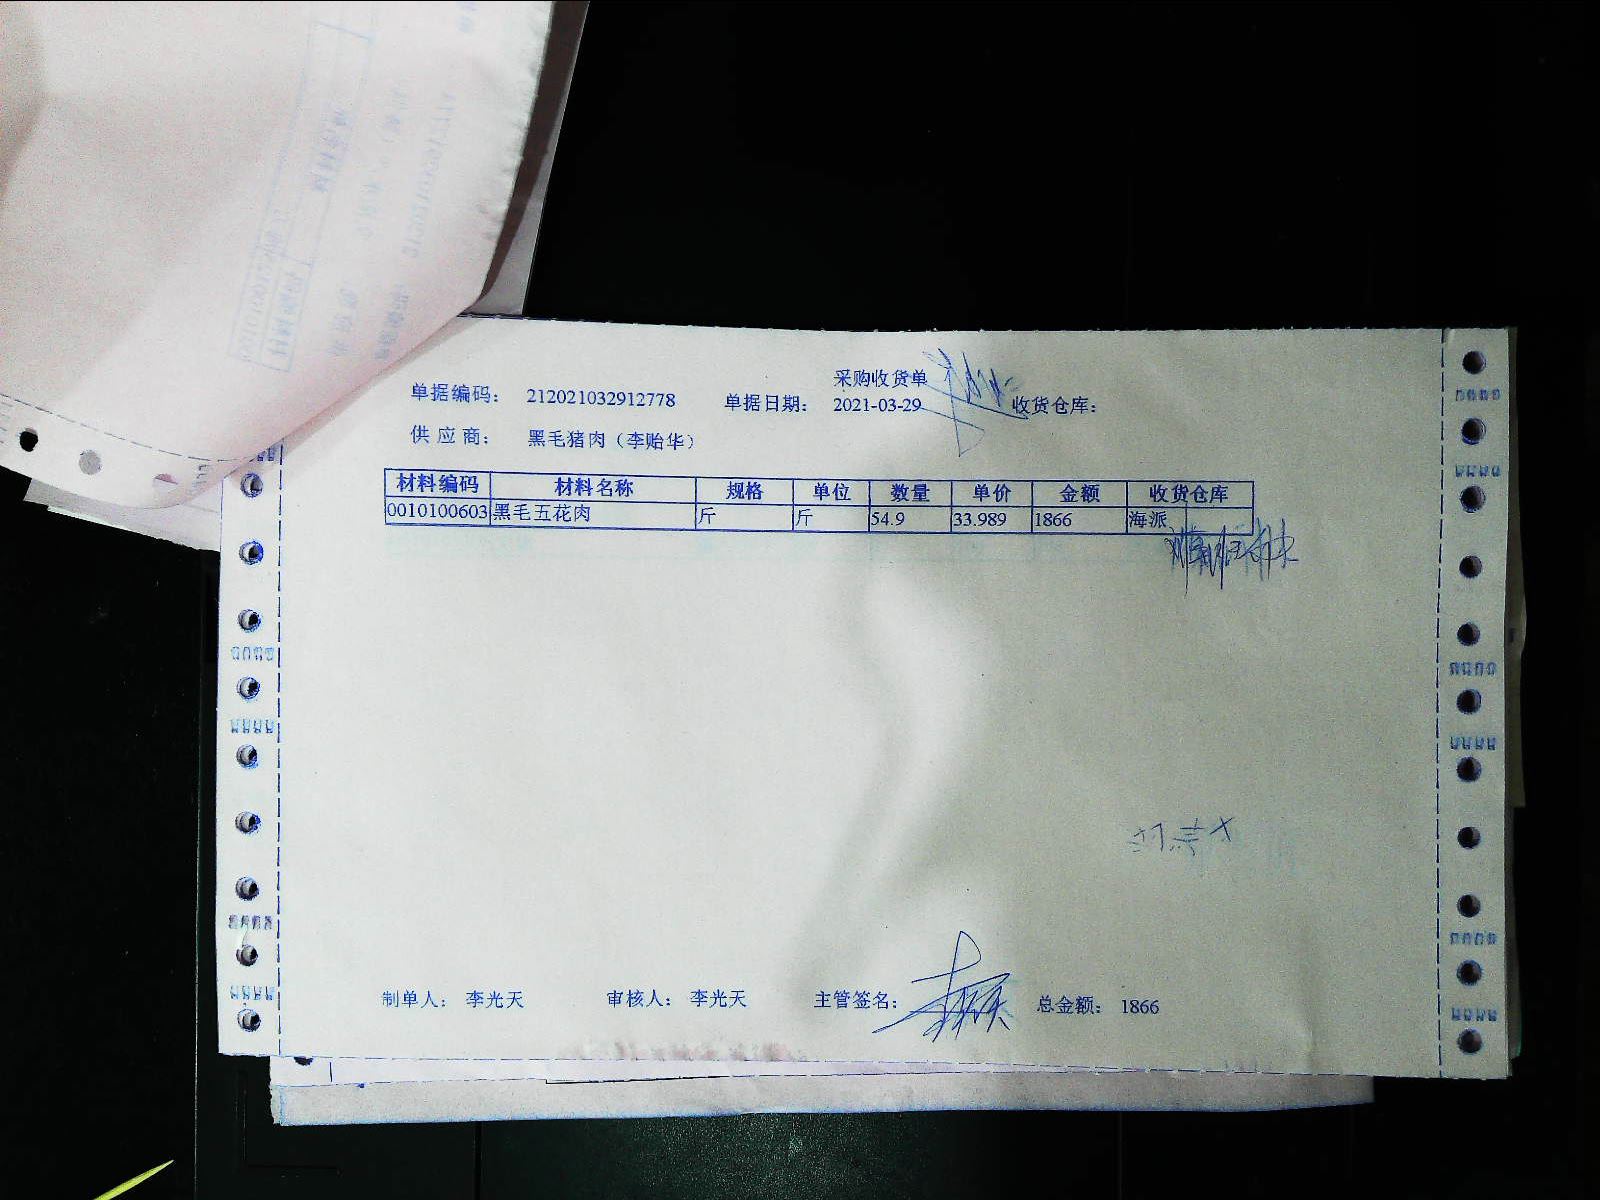 采购收货单
单据编码： 212021032912778 单据日期： 2021-03-29 收货仓库：
供应商： 黑毛猪肉（李贻华）
材料编码 材料名称 规格 单位 数量 单价 金额 收货仓库
0010100603 黑毛五花肉 斤 斤 54.9 33.989 1866 海派
制单人： 李光天 审核人： 李光天 主管签名： 总金额： 1866